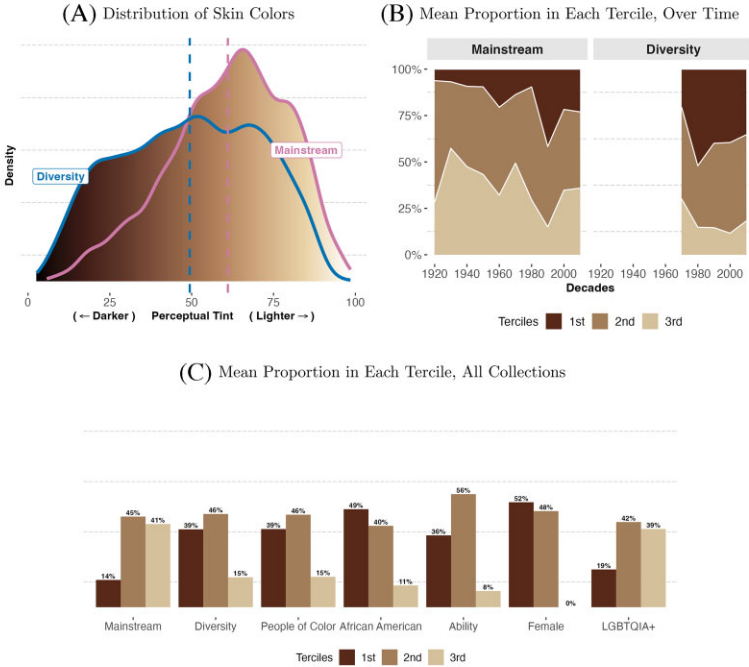 (A) Distribution of Skin Colors
Density
Diversity
Mainstream
0 25 50 75 100
(← Darker) Perceptual Tint (Lighter →)
(B) Mean Proportion in Each Tercile, Over Time
Mainstream Diversity
100%
75%
50%
25%
0%
1920 1940 1960 1980 2000 1920 1940 1960 1980 2000
Decades
Terciles 1st 2nd 3rd
(C) Mean Proportion in Each Tercile, All Collections
14% 45% 41% 39% 46% 15% 39% 46% 15% 49% 40% 11% 36% 56% 8% 52% 48% 0% 19% 42% 39%
Mainstream Diversity People of Color African American Ability Female LGBTQIA+
Terciles 1st 2nd 3rd